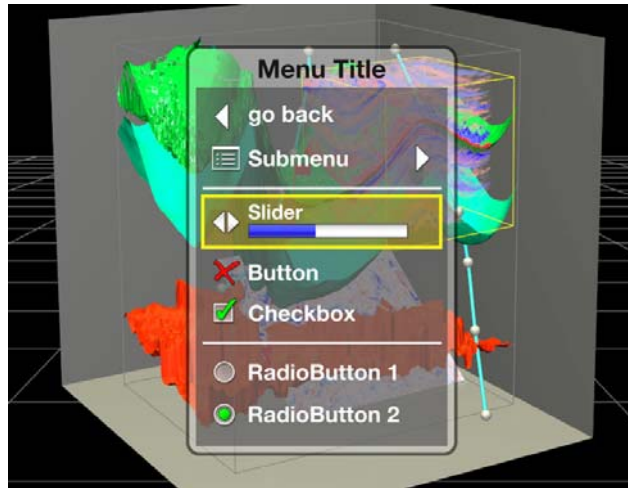 Menu Title
go back
Submenu
Slider
Button
Checkbox
RadioButton 1
RadioButton 2